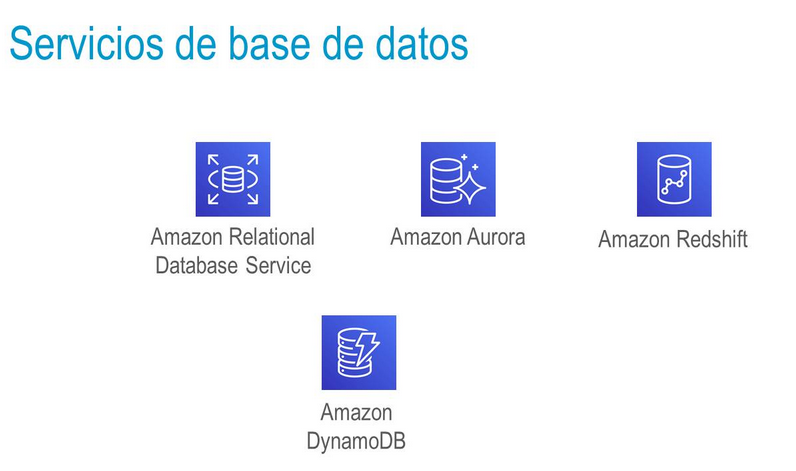 Servicios de base de datos
Amazon Relational
Database Service
Amazon Aurora
Amazon Redshift
Amazon
DynamoDB